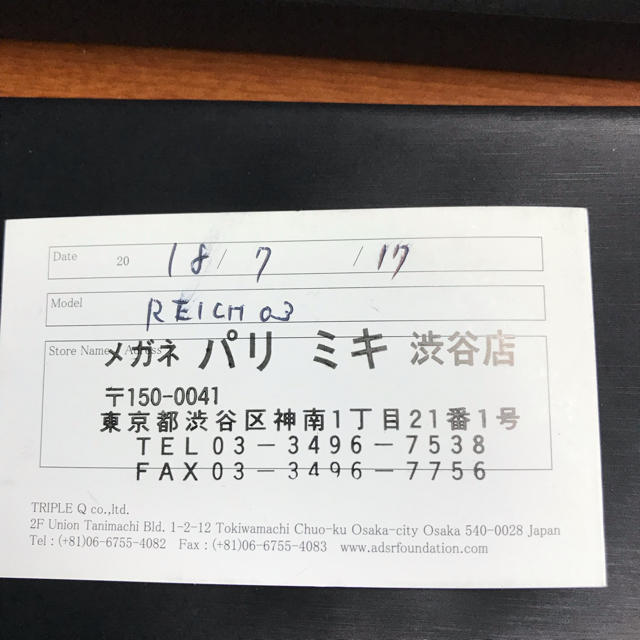 Date 20 18/ 7 /17
Model REICH 03
Store Name / Address
メガネ パリ ミキ 渋谷店
〒150-0041
東京都渋谷区神南1丁目21番1号
TEL 03－3496－7538
FAX 03－3496－7756
TRIPLE Q co.,ltd.
2F Union Tanimachi Bld. 1-2-12 Tokiwamachi Chuo-ku Osaka-city Osaka 540-0028 Japan
Tel : (+81)06-6755-4082 Fax : (+81)06-6755-4083 www.adsrfoundation.com